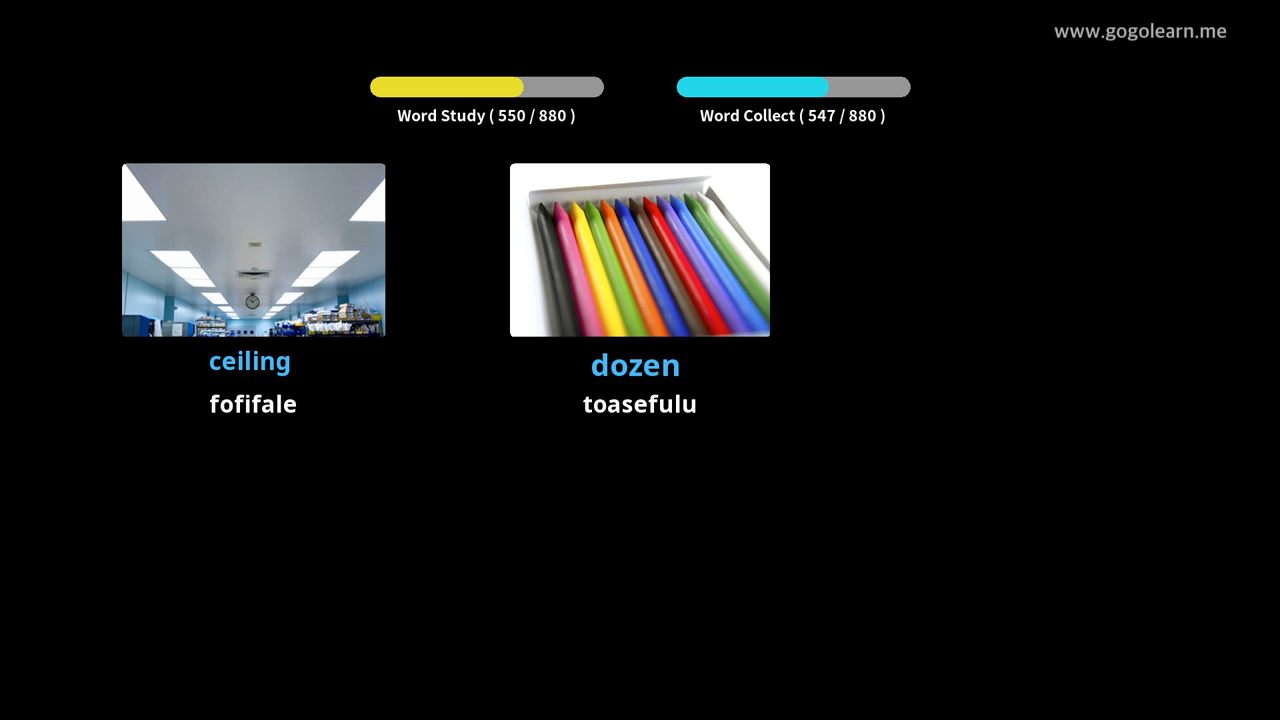 www.gogolearn.me
Word Study ( 550 / 880 )
Word Collect ( 547 / 880 )
ceiling
fofifale
dozen
toasefulu